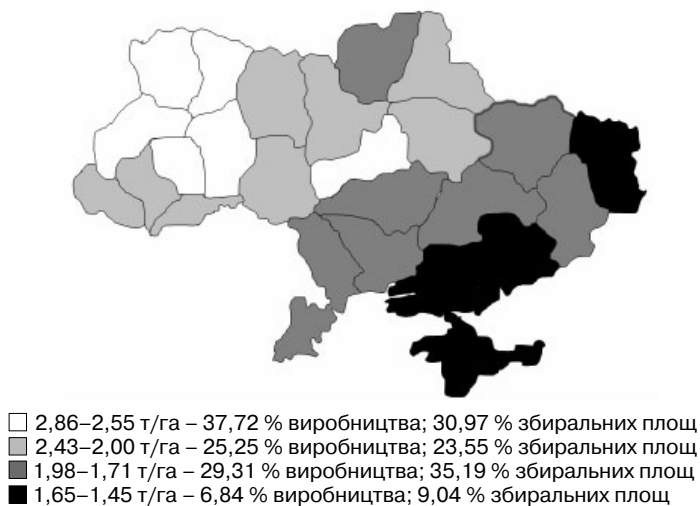 2,86–2,55 т/га – 37,72 % виробництва; 30,97 % збиральних площ
2,43–2,00 т/га – 25,25 % виробництва; 23,55 % збиральних площ
1,98–1,71 т/га – 29,31 % виробництва; 35,19 % збиральних площ
1,65–1,45 т/га – 6,84 % виробництва; 9,04 % збиральних площ